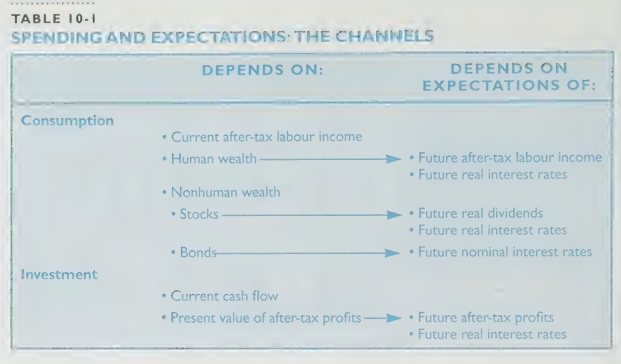 TABLE 10-1
SPENDING AND EXPECTATIONS: THE CHANNELS
DEPENDS ON:
DEPENDS ON
EXPECTATIONS OF:
Consumption
• Current after-tax labour income
• Human wealth
• Future after-tax labour income
• Future real interest rates
• Nonhuman wealth
• Stocks
• Future real dividends
• Future real interest rates
• Bonds
• Future nominal interest rates
Investment
• Current cash flow
• Present value of after-tax profits
• Future after-tax profits
• Future real interest rates